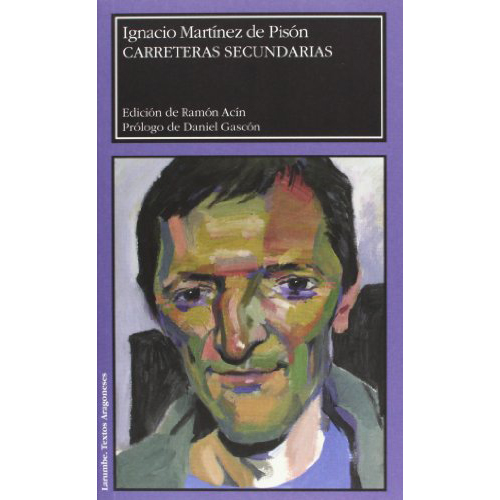 Ignacio Martínez de Pisón
CARRETERAS SECUNDARIAS
Edición de Ramón Acín
Prólogo de Daniel Gascón
Larumbe. Textos Aragoneses